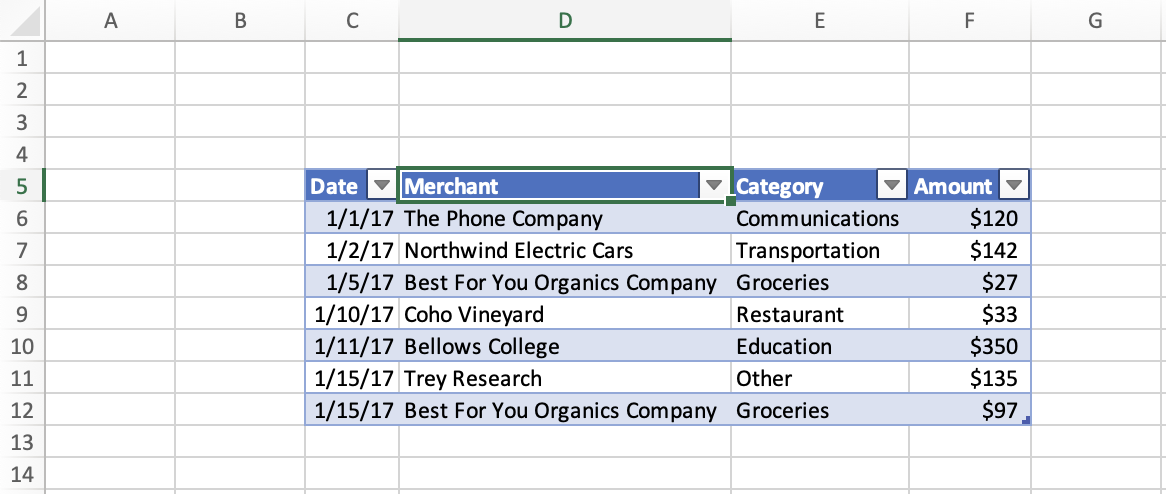 A B C D E F G
1
2
3
4
5 Date Merchant Category Amount
6 1/1/17 The Phone Company Communications $120
7 1/2/17 Northwind Electric Cars Transportation $142
8 1/5/17 Best For You Organics Company Groceries $27
9 1/10/17 Coho Vineyard Restaurant $33
10 1/11/17 Bellows College Education $350
11 1/15/17 Trey Research Other $135
12 1/15/17 Best For You Organics Company Groceries $97
13
14